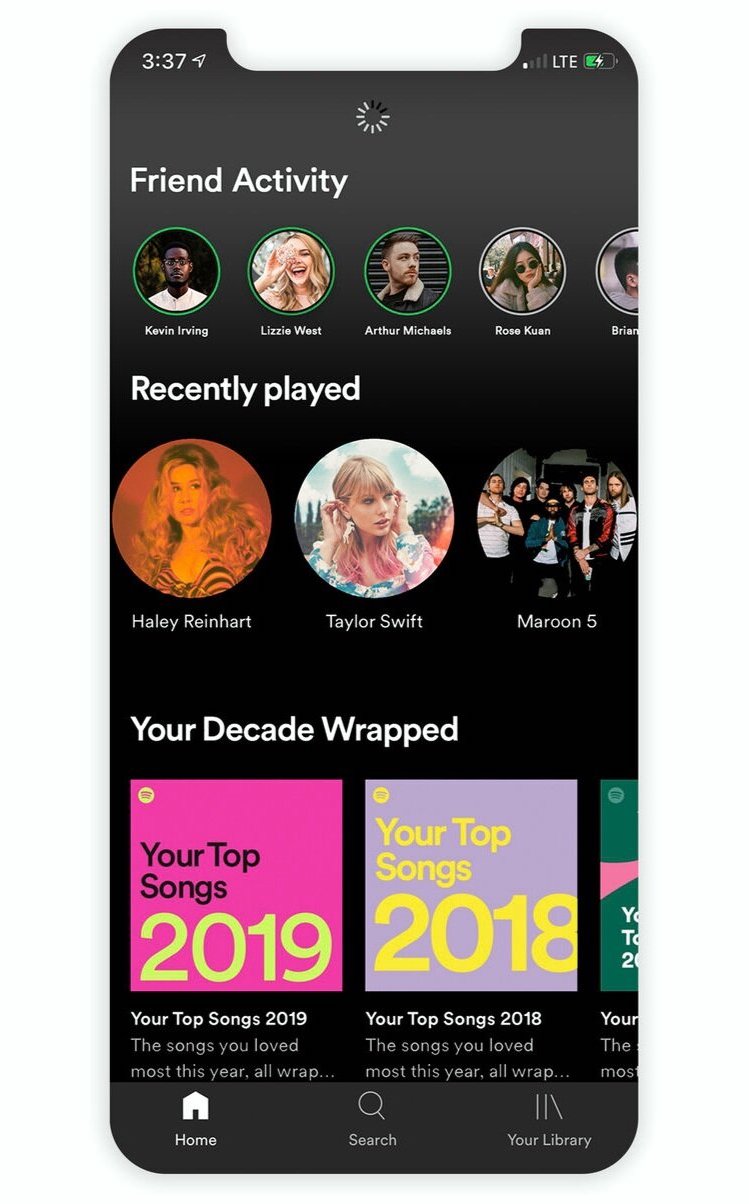 3:37
LTE
Friend Activity
Kevin Irving
Lizzie West
Arthur Michaels
Rose Kuan
Brian
Recently played
Haley Reinhart
Taylor Swift
Maroon 5
Your Decade Wrapped
Your Top
Songs
2019
Your Top
Songs
2018
Your Top Songs 2019
The songs you loved
most this year, all wrap...
Your Top Songs 2018
The songs you loved
most this year, all wrap...
Your
The
most
Home
Search
Your Library